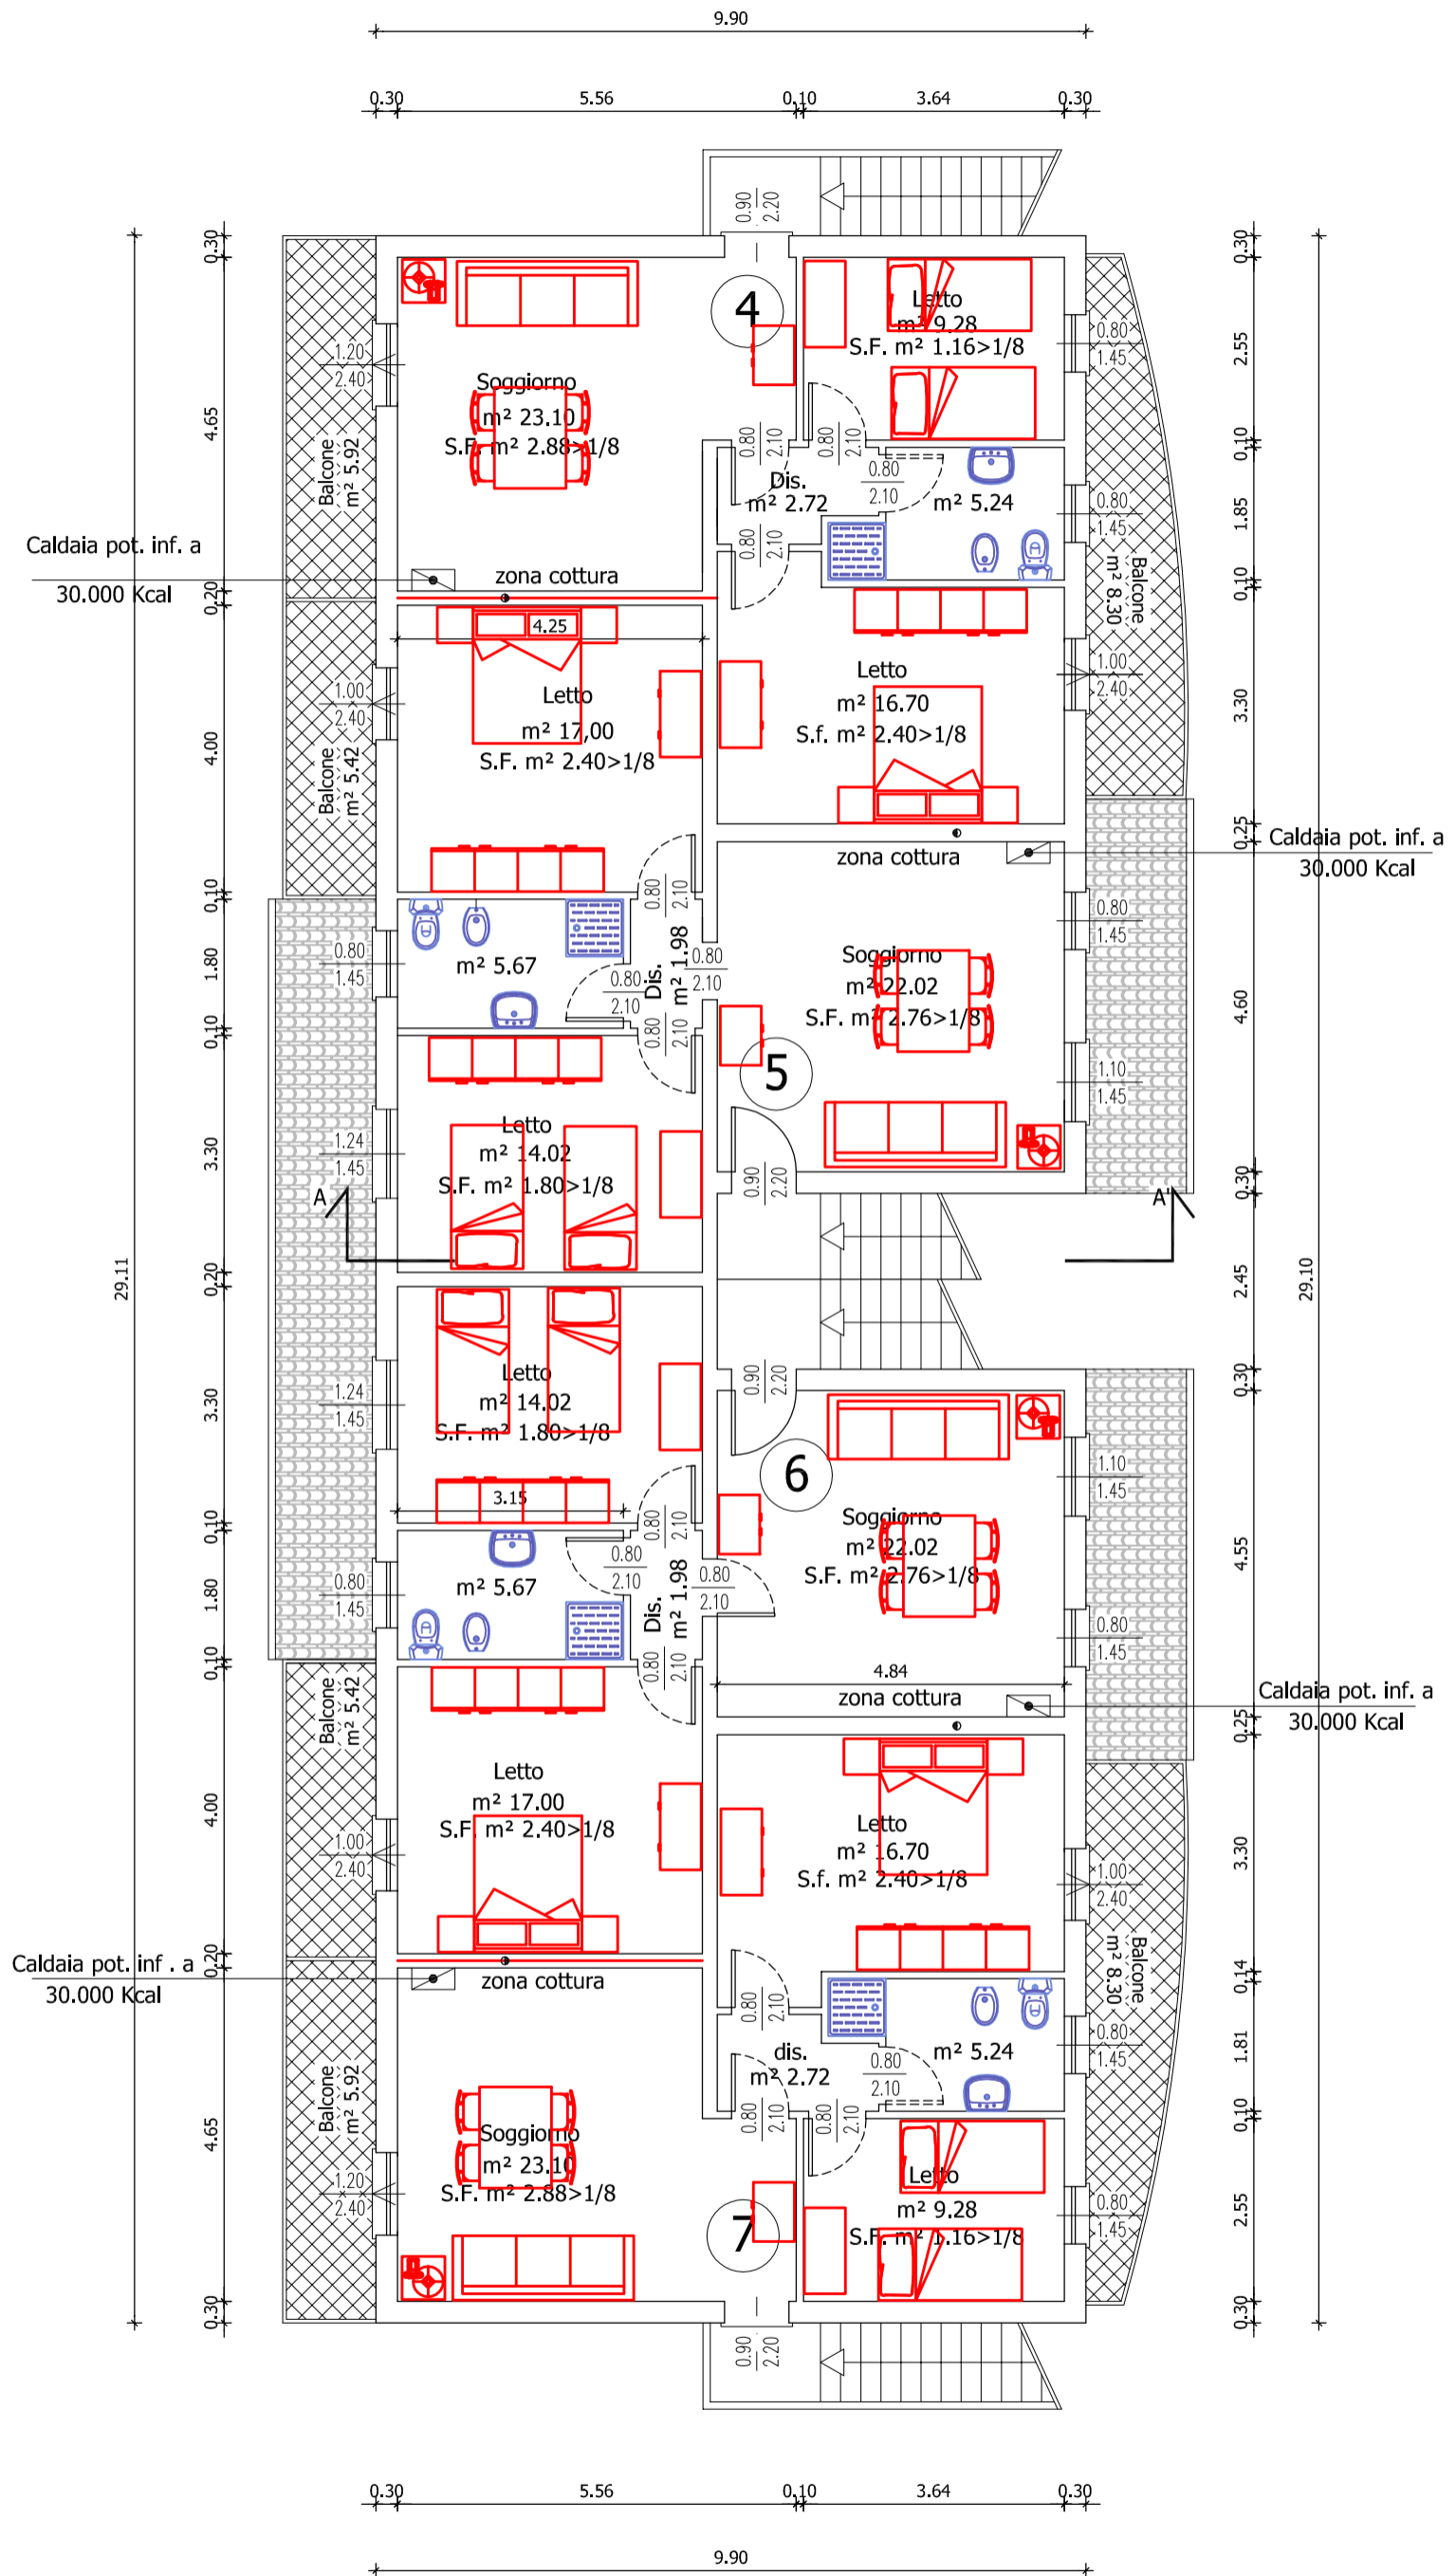 9.90
0.30 5.56 0.10 3.64 0.30
0.90
2.20
0.30
4.65
0.20
4.00
0.10
1.80
0.10
3.30
0.20
3.30
0.10
1.80
0.10
4.00
0.20
4.65
0.30
29.11
Balcone
m² 5.92
1.20
2.40
Soggiorno
m² 23.10
S.F. m² 2.88>1/8
4
Letto
m² 9.28
S.F. m² 1.16>1/8
0.80
1.45
0.80
2.10
0.80
2.10
0.80
2.10
Dis.
m² 2.72
m² 5.24
0.80
1.45
0.80
2.10
Caldaia pot. inf. a
30.000 Kcal
zona cottura
Balcone
m² 8.30
4.25
Letto
m² 17,00
S.F. m² 2.40>1/8
1.00
2.40
Balcone
m² 5.42
Letto
m² 16.70
S.f. m² 2.40>1/8
1.00
2.40
zona cottura
Caldaia pot. inf. a
30.000 Kcal
0.80
2.10
0.80
1.45
m² 5.67
0.80
2.10
Dis.
m² 1.98
0.80
2.10
0.80
2.10
0.80
1.45
Soggiorno
m² 22.02
S.F. m² 2.76>1/8
5
1.10
1.45
Letto
m² 14.02
S.F. m² 1.80>1/8
1.24
1.45
0.90
2.20
A
A'
Letto
m² 14.02
S.F. m² 1.80>1/8
1.24
1.45
0.90
2.20
3.15
6
1.10
1.45
0.80
2.10
Soggiorno
m² 22.02
S.F. m² 2.76>1/8
0.80
1.45
m² 5.67
0.80
2.10
Dis.
m² 1.98
0.80
2.10
0.80
2.10
0.80
1.45
4.84
zona cottura
Caldaia pot. inf. a
30.000 Kcal
Balcone
m² 5.42
Letto
m² 17.00
S.F. m² 2.40>1/8
1.00
2.40
Letto
m² 16.70
S.f. m² 2.40>1/8
1.00
2.40
Caldaia pot. inf . a
30.000 Kcal
zona cottura
Balcone
m² 8.30
0.80
2.10
dis.
m² 2.72
0.80
2.10
m² 5.24
0.80
1.45
0.80
2.10
0.80
2.10
Balcone
m² 5.92
Soggiorno
m² 23.10
S.F. m² 2.88>1/8
1.20
2.40
7
Letto
m² 9.28
S.F. m² 1.16>1/8
0.80
1.45
0.90
2.20
0.30
2.55
0.10
1.85
0.10
3.30
0.25
4.60
0.30
2.45
0.30
4.55
0.25
3.30
0.14
1.81
0.10
2.55
0.30
29.10
0.30 5.56 0.10 3.64 0.30
9.90